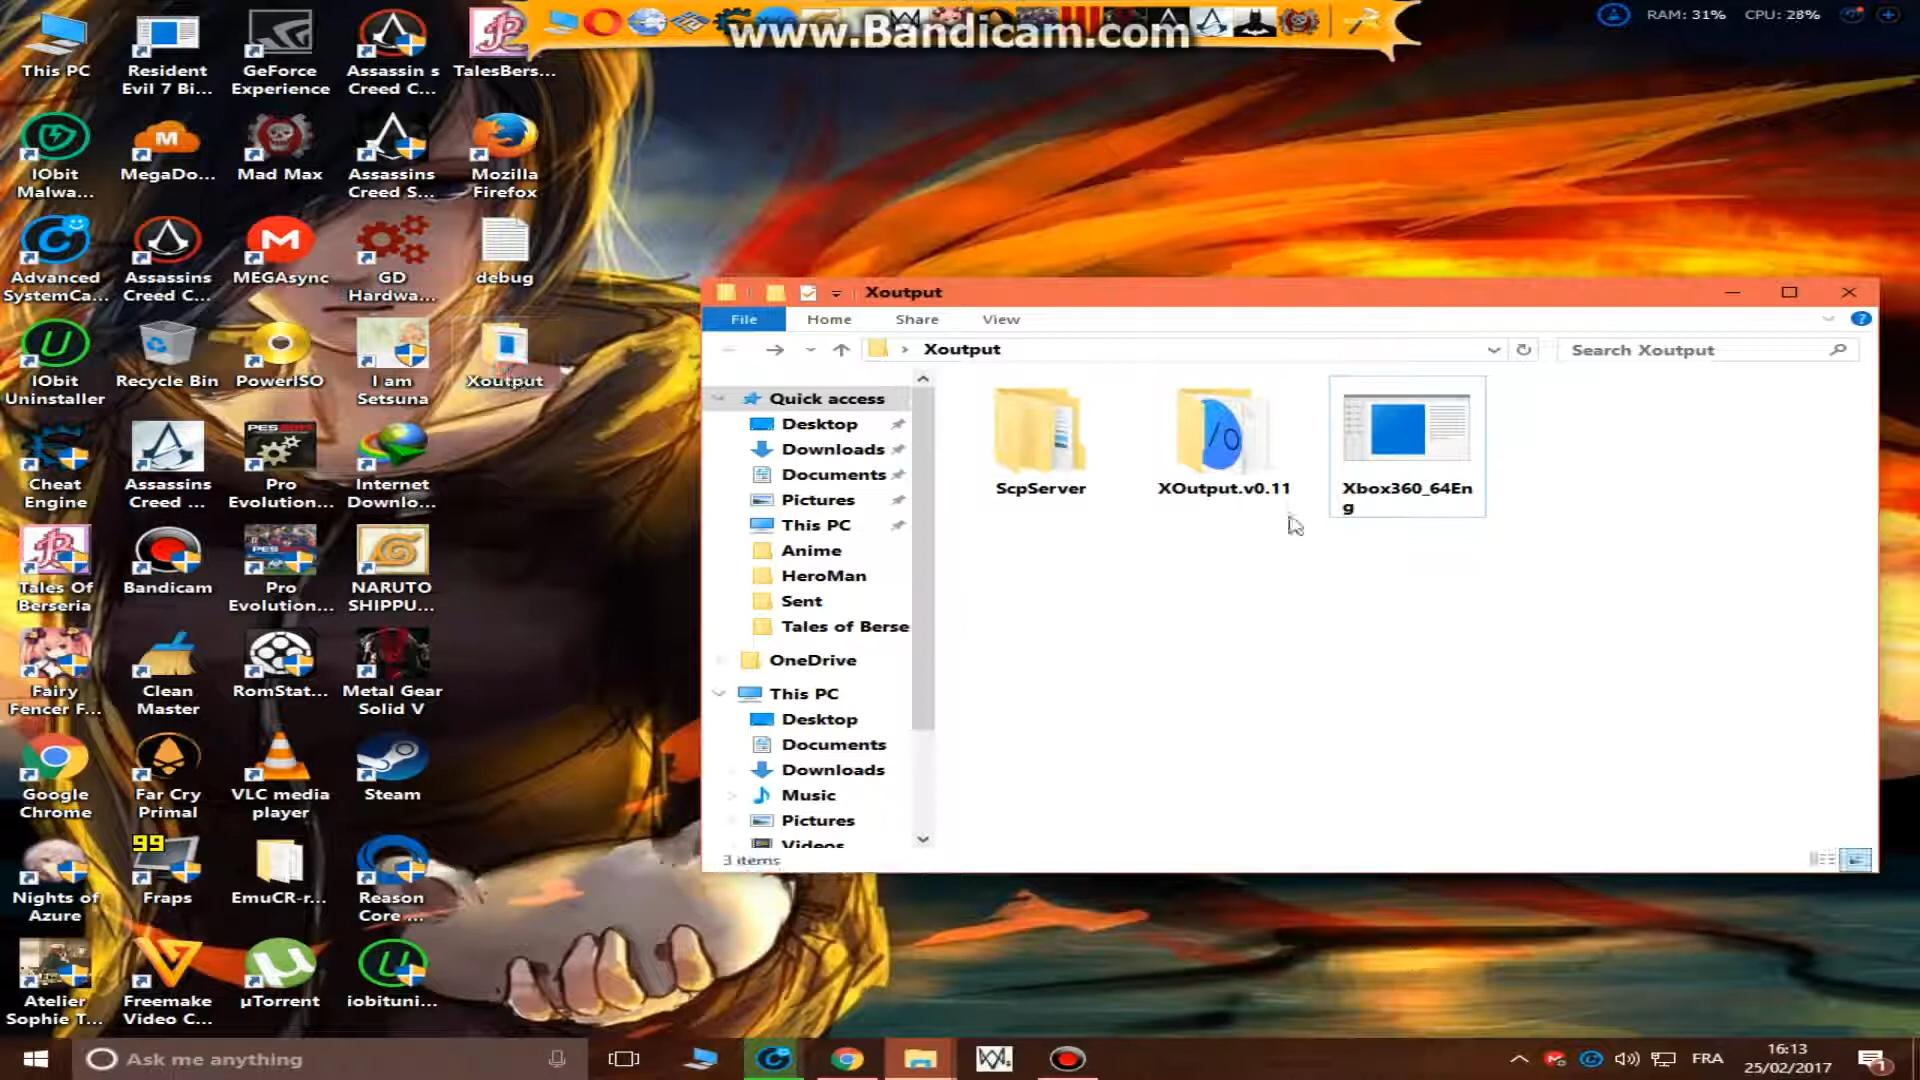 www.Bandicam.com
RAM: 31% CPU: 28%
This PC
Resident
Evil 7 Bi...
GeForce
Experience
Assassin s
Creed C...
TalesBers...
IObit
Malwa...
MegaDo...
Mad Max
Assassins
Creed S...
Mozilla
Firefox
Advanced
SystemCa...
Assassins
Creed C...
MEGAsync
GD
Hardwa...
debug
IObit
Uninstaller
Recycle Bin
PowerISO
I am
Setsuna
Xoutput
Cheat
Engine
Assassins
Creed ...
Pro
Evolution...
Internet
Downlo...
Tales Of
Berseria
Bandicam
Pro
Evolution...
NARUTO
SHIPPU...
Fairy
Fencer F...
Clean
Master
RomStat...
Metal Gear
Solid V
Google
Chrome
Far Cry
Primal
VLC media
player
Steam
99
Nights of
Azure
Fraps
EmuCR-r...
Reason
Core ...
Atelier
Sophie T...
Freemake
Video C...
µTorrent
iobituni...
Xoutput
File Home Share View
Xoutput
Search Xoutput
Quick access
Desktop
Downloads
Documents
Pictures
This PC
Anime
HeroMan
Sent
Tales of Berse
OneDrive
This PC
Desktop
Documents
Downloads
Music
Pictures
Videos
ScpServer
XOutput.v0.11
Xbox360_64En
g
3 items
Ask me anything
FRA
16:13
25/02/2017
1